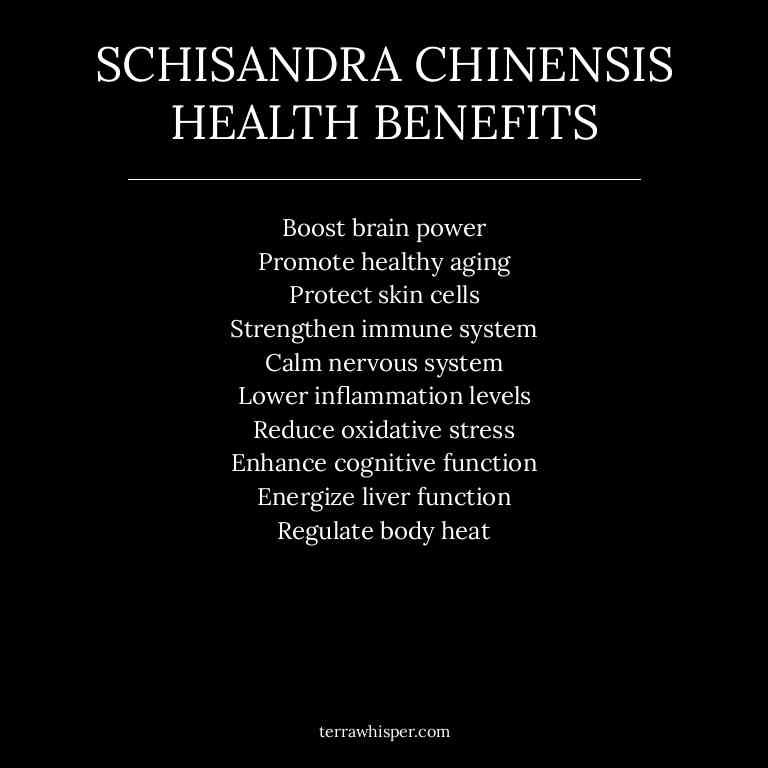 SCHISANDRA CHINENSIS
HEALTH BENEFITS
Boost brain power
Promote healthy aging
Protect skin cells
Strengthen immune system
Calm nervous system
Lower inflammation levels
Reduce oxidative stress
Enhance cognitive function
Energize liver function
Regulate body heat
terrawhisper.com